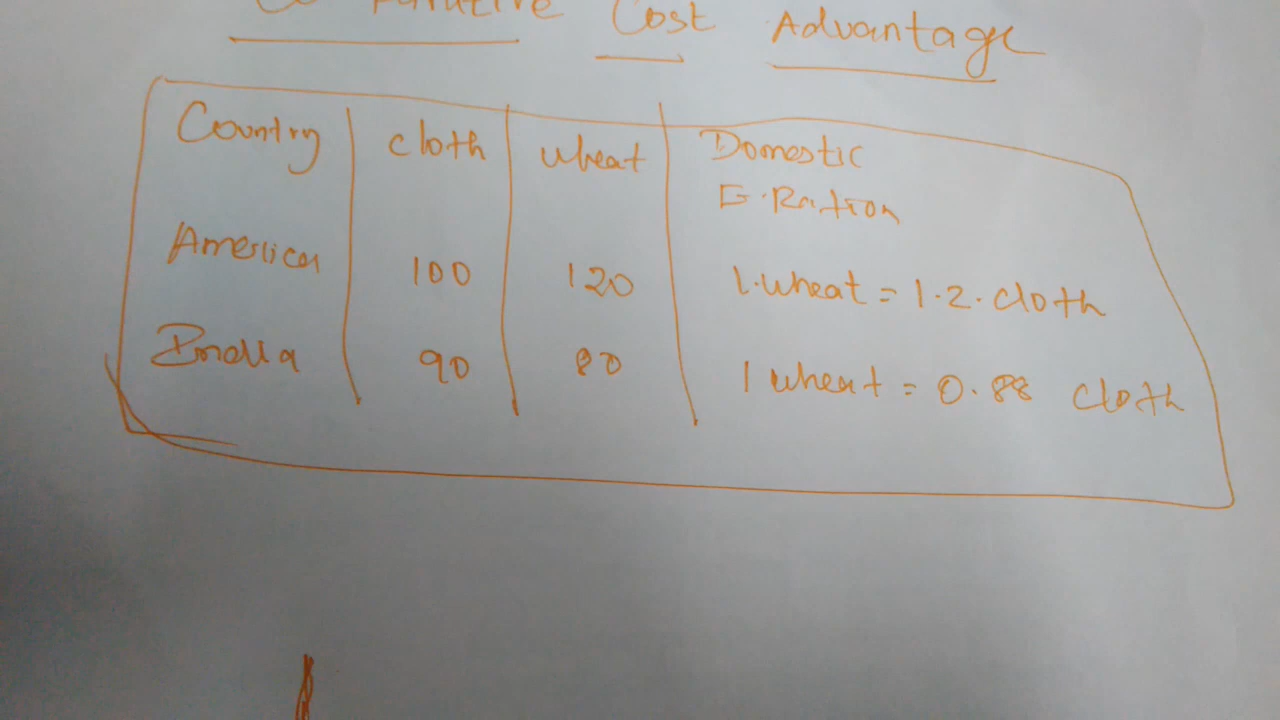 Cost Advantage
Country cloth wheat Domestic
E.Ration
America 100 120 1.wheat = 1.2.cloth
India 90 80 1 wheat = 0.88 cloth